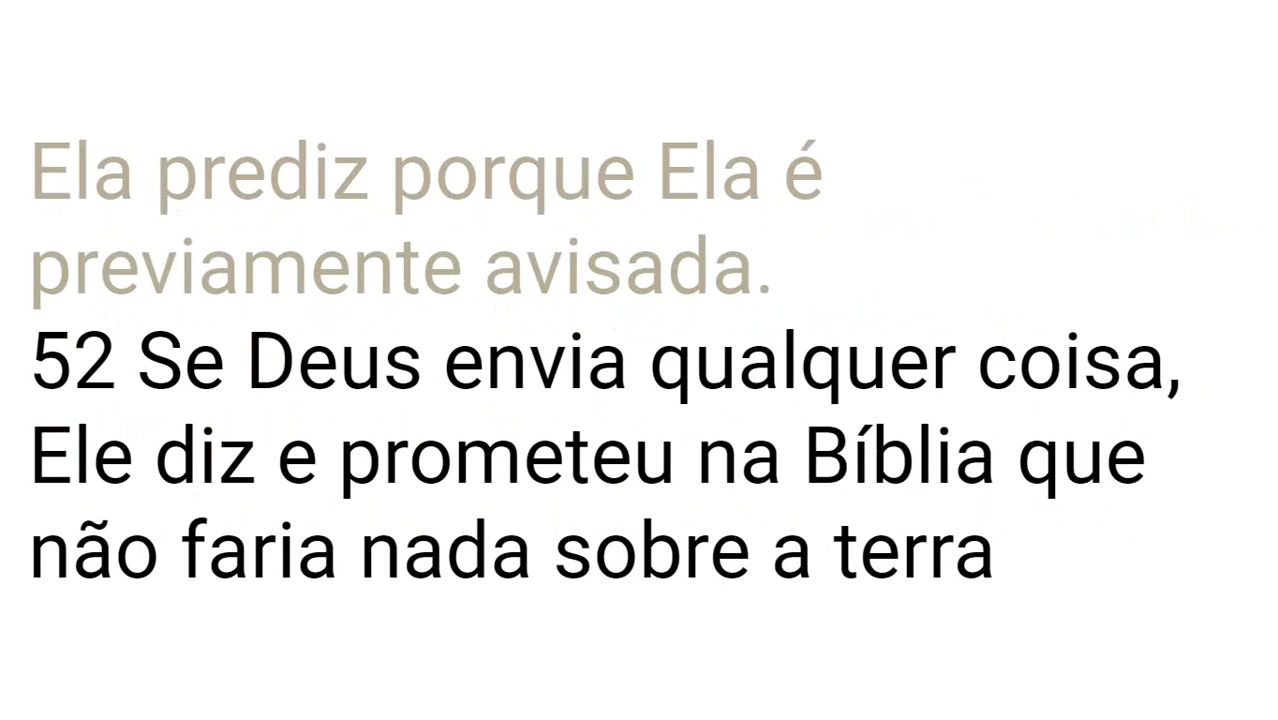 Ela prediz porque Ela é
previamente avisada.
52 Se Deus envia qualquer coisa,
Ele diz e prometeu na Bíblia que
não faria nada sobre a terra